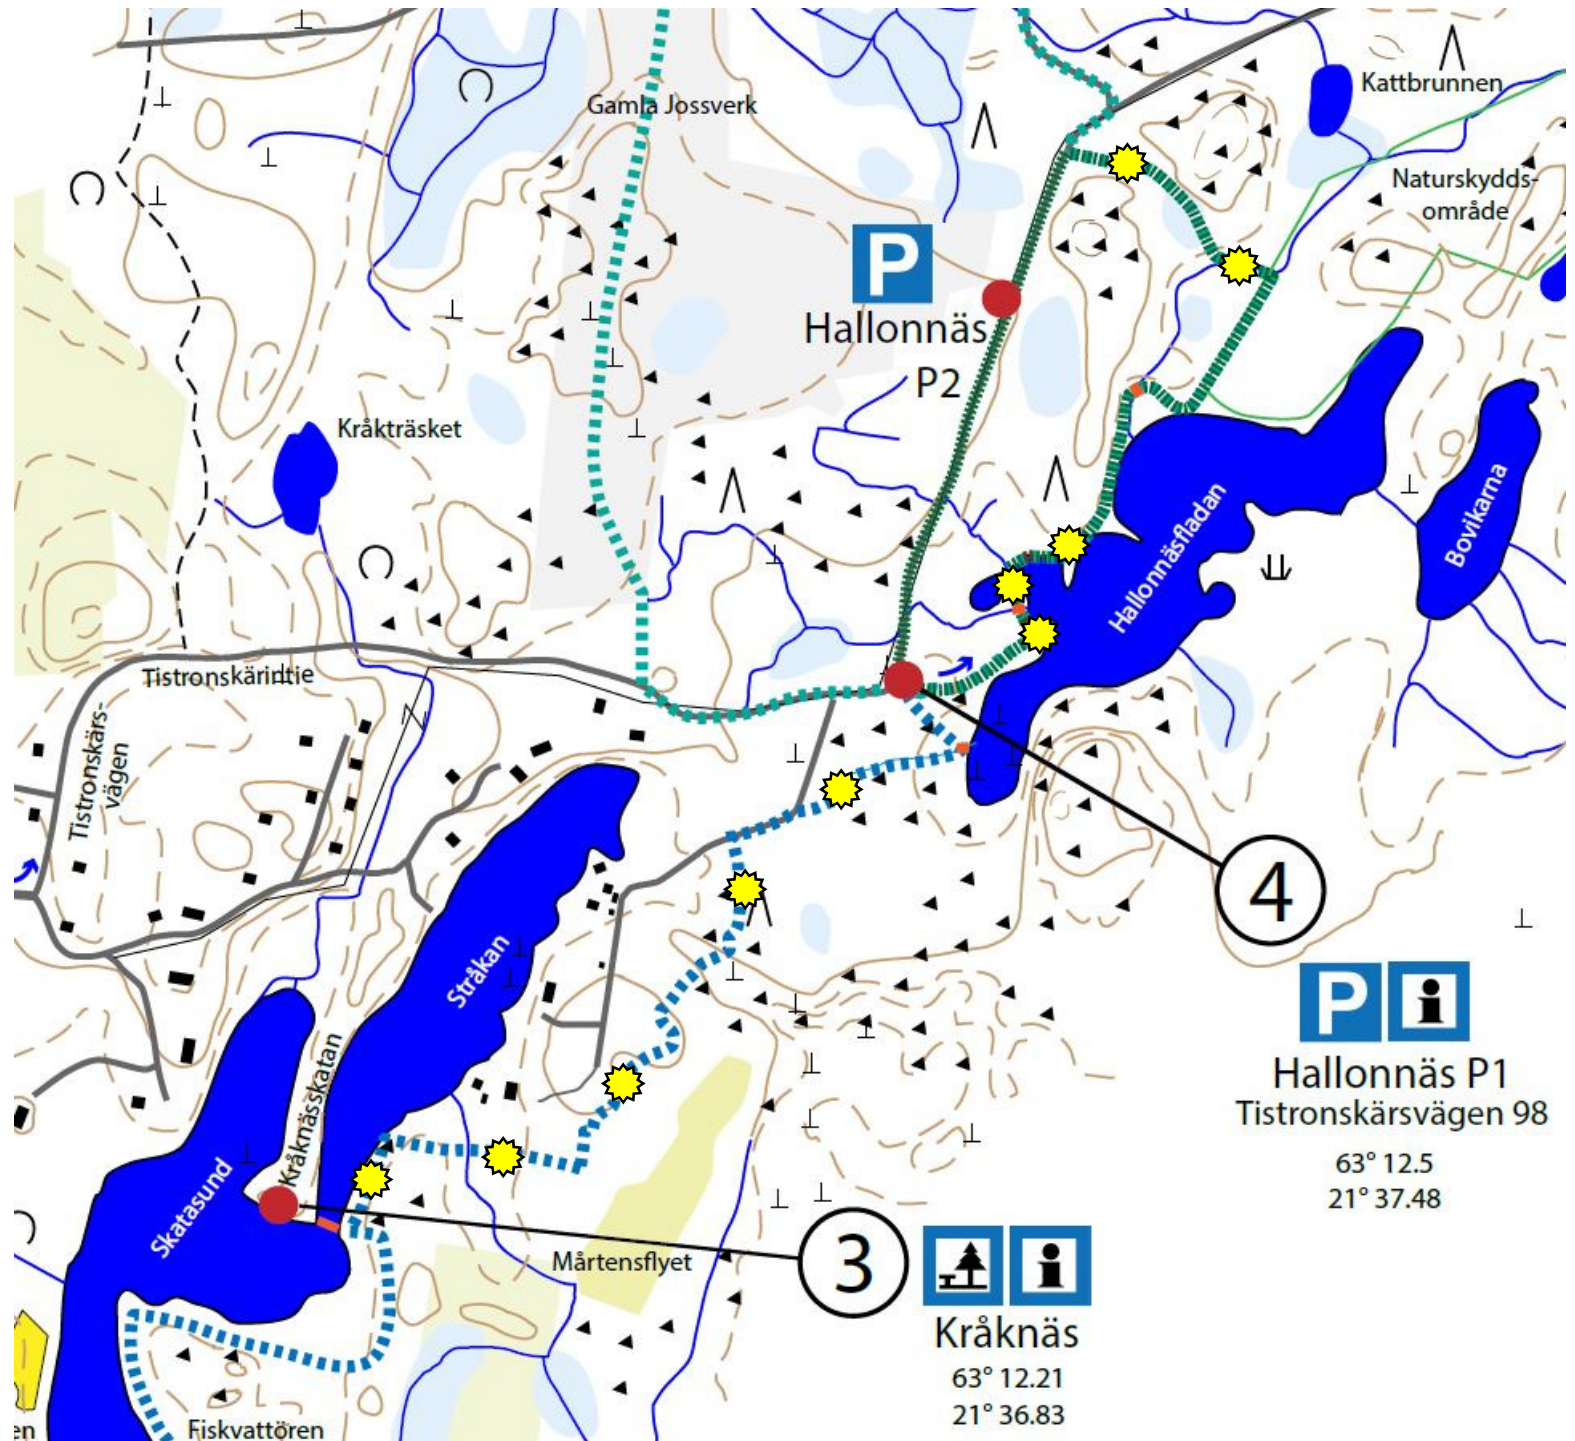 Gamla Jossverk
Kattbrunnen
Naturskydds-
område
P
Hallonnäs
P2
Kråkträsket
Hallonnäsfladan
Bovikarna
Tistronskärintie
Tistronskärs-
vägen
Stråkan
4
P i
Hallonnäs P1
Tistronskärsvägen 98
63° 12.5
21° 37.48
Kråknässkatan
Skatasund
3
Mårtensflyet
i
Kråknäs
63° 12.21
21° 36.83
en
Fiskvattören